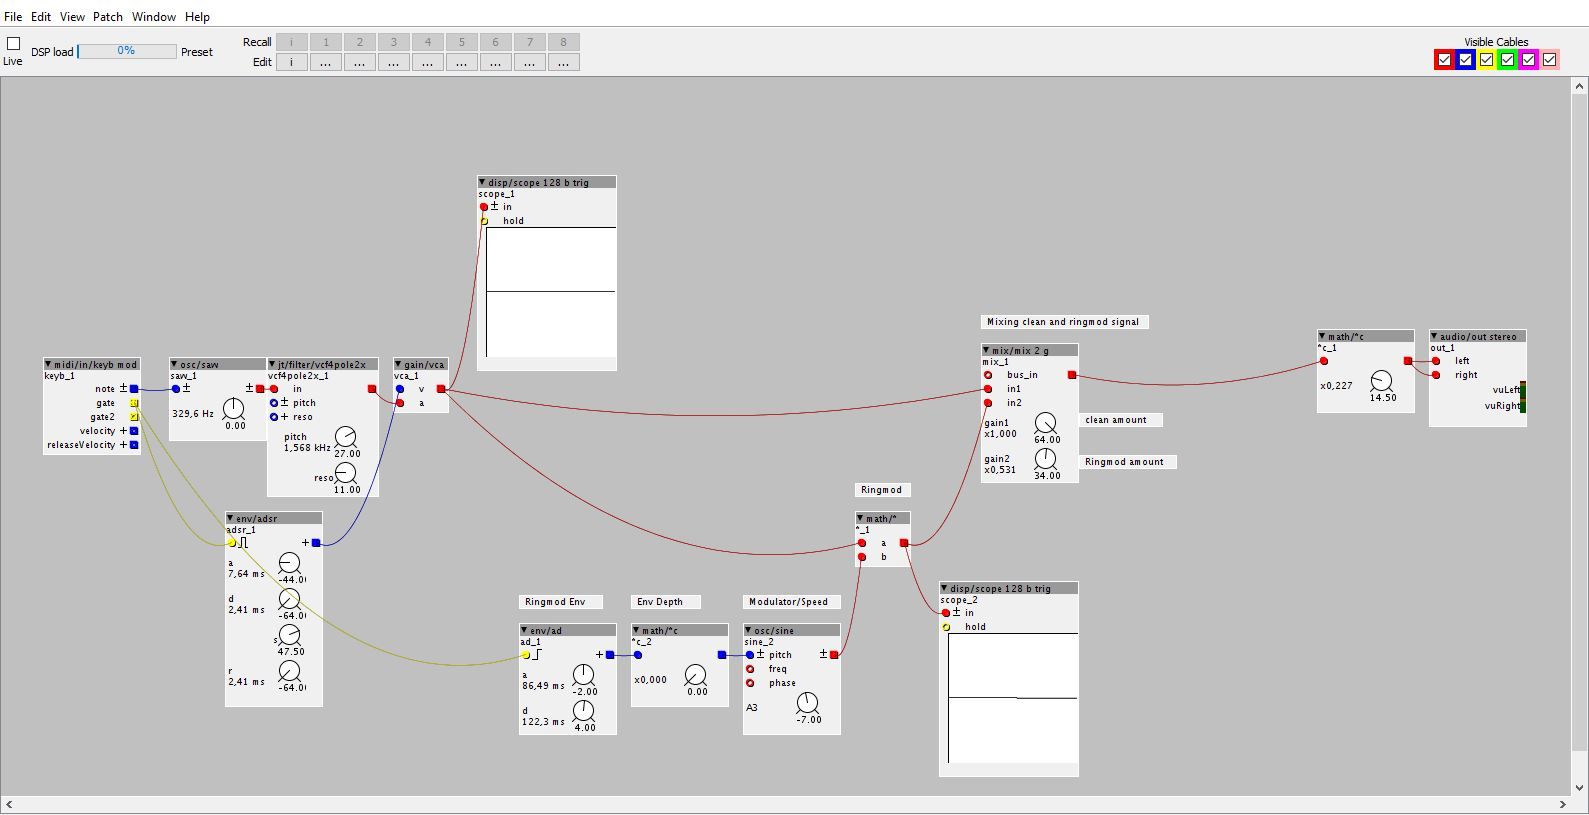 File Edit View Patch Window Help
Live
DSP load 0% Preset
Recall i 1 2 3 4 5 6 7 8
Edit i ... ... ... ... ... ... ... ...
Visible Cables
disp/scope 128 b trig
scope_1
± in
hold
midi/in/keyb mod
keyb_1
note ±
gate
gate2
velocity +
releaseVelocity +
osc/saw
saw_1
± ±
329,6 Hz
0.00
jt/filter/vcf4pole2x
vcf4pole2x_1
in
± pitch
+ reso
pitch
1,568 kHz
27.00
reso
11.00
gain/vca
vca_1
v
a
env/adsr
adsr_1
+
a
7,64 ms
-44.00
d
2,41 ms
-64.00
s
47.50
r
2,41 ms
-64.00
Ringmod Env
env/ad
ad_1
+
a
86,49 ms
-2.00
d
122,3 ms
4.00
Env Depth
math/*c
*c_2
x0,000
0.00
Modulator/Speed
osc/sine
sine_2
± pitch ±
freq
phase
A3
-7.00
Ringmod
math/*
*_1
a
b
disp/scope 128 b trig
scope_2
± in
hold
Mixing clean and ringmod signal
mix/mix 2 g
mix_1
bus_in
in1
in2
gain1
x1,000
64.00
gain2
x0,531
34.00
clean amount
Ringmod amount
math/*c
*c_1
x0,227
14.50
audio/out stereo
out_1
left
right
vuLeft
vuRight